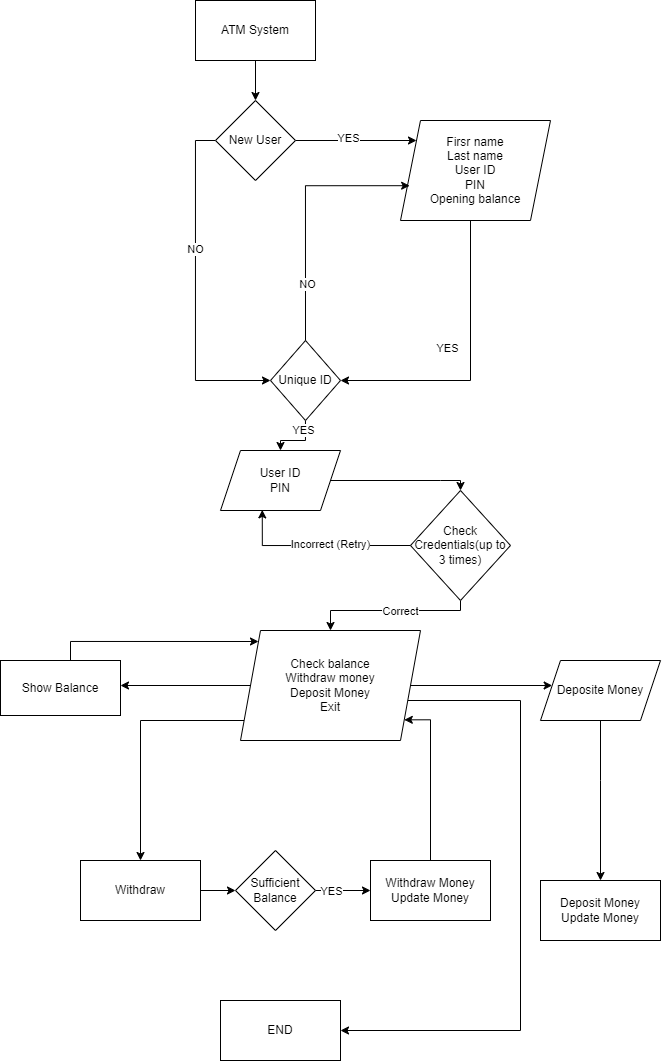 ATM System
New User
YES
Firsr name
Last name
User ID
PIN
Opening balance
NO
NO
YES
Unique ID
YES
User ID
PIN
Check
Credentials(up to
3 times)
Incorrect (Retry)
Correct
Check balance
Withdraw money
Deposit Money
Exit
Show Balance
Deposite Money
Withdraw
Sufficient
Balance
YES
Withdraw Money
Update Money
Deposit Money
Update Money
END